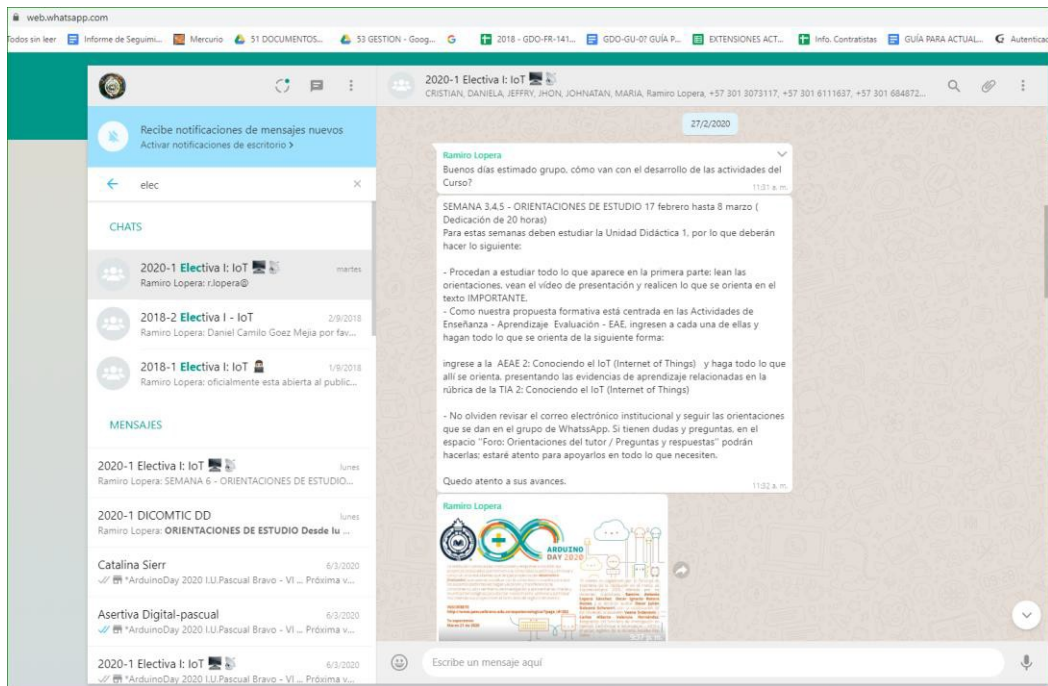 web.whatsapp.com
Todos sin leer
Informe de Seguimi...
Mercurio
51 DOCUMENTOS...
53 GESTION - Goog...
2018 - GDO-FR-141...
GDO-GU-07 GUÍA P...
EXTENSIONES ACT...
Info. Contratistas
GUÍA PARA ACTUAL...
Autenticac
Recibe notificaciones de mensajes nuevos
Activar notificaciones de escritorio >
elec
CHATS
2020-1 Electiva I: IoT
martes
Ramiro Lopera: r.lopera@
2018-2 Electiva I - IoT
2/9/2018
Ramiro Lopera: Daniel Camilo Goez Mejia por fav...
2018-1 Electiva I: IoT
1/9/2018
Ramiro Lopera: oficialmente esta abierta al public...
MENSAJES
2020-1 Electiva I: IoT
lunes
Ramiro Lopera: SEMANA 6 - ORIENTACIONES DE ESTUDIO...
2020-1 DICOMTIC DD
lunes
Ramiro Lopera: ORIENTACIONES DE ESTUDIO Desde lu ...
Catalina Sierr
6/3/2020
*ArduinoDay 2020 I.U.Pascual Bravo - VI ... Próxima v...
Asertiva Digital-pascual
6/3/2020
*ArduinoDay 2020 I.U.Pascual Bravo - VI ... Próxima v...
2020-1 Electiva I: IoT
6/3/2020
*ArduinoDay 2020 I.U.Pascual Bravo - VI ... Próxima v...
2020-1 Electiva I: IoT
CRISTIAN, DANIELA, JEFFRY, JHON, JOHNATAN, MARIA, Ramiro Lopera, +57 301 3073117, +57 301 6111637, +57 301 684872...
27/2/2020
Ramiro Lopera
Buenos días estimado grupo, cómo van con el desarrollo de las actividades del
Curso?
11:31 a. m.
SEMANA 3,4,5 - ORIENTACIONES DE ESTUDIO 17 febrero hasta 8 marzo (
Dedicación de 20 horas)
Para estas semanas deben estudiar la Unidad Didáctica 1, por lo que deberán
hacer lo siguiente:
- Procedan a estudiar todo lo que aparece en la primera parte: lean las
orientaciones, vean el vídeo de presentación y realicen lo que se orienta en el
texto IMPORTANTE.
- Como nuestra propuesta formativa está centrada en las Actividades de
Enseñanza - Aprendizaje Evaluación - EAE, ingresen a cada una de ellas y
hagan todo lo que se orienta de la siguiente forma:
ingrese a la AEAE 2: Conociendo el IoT (Internet of Things) y haga todo lo que
allí se orienta, presentando las evidencias de aprendizaje relacionadas en la
rúbrica de la TIA 2: Conociendo el IoT (Internet of Things)
- No olviden revisar el correo electrónico institucional y seguir las orientaciones
que se dan en el grupo de WhatssApp. Si tienen dudas y preguntas, en el
espacio "Foro: Orientaciones del tutor / Preguntas y respuestas" podrán
hacerlas; estaré atento para apoyarlos en todo lo que necesiten.
Quedo atento a sus avances.
11:32 a. m.
Ramiro Lopera
ARDUINO
DAY 2020
Escribe un mensaje aquí